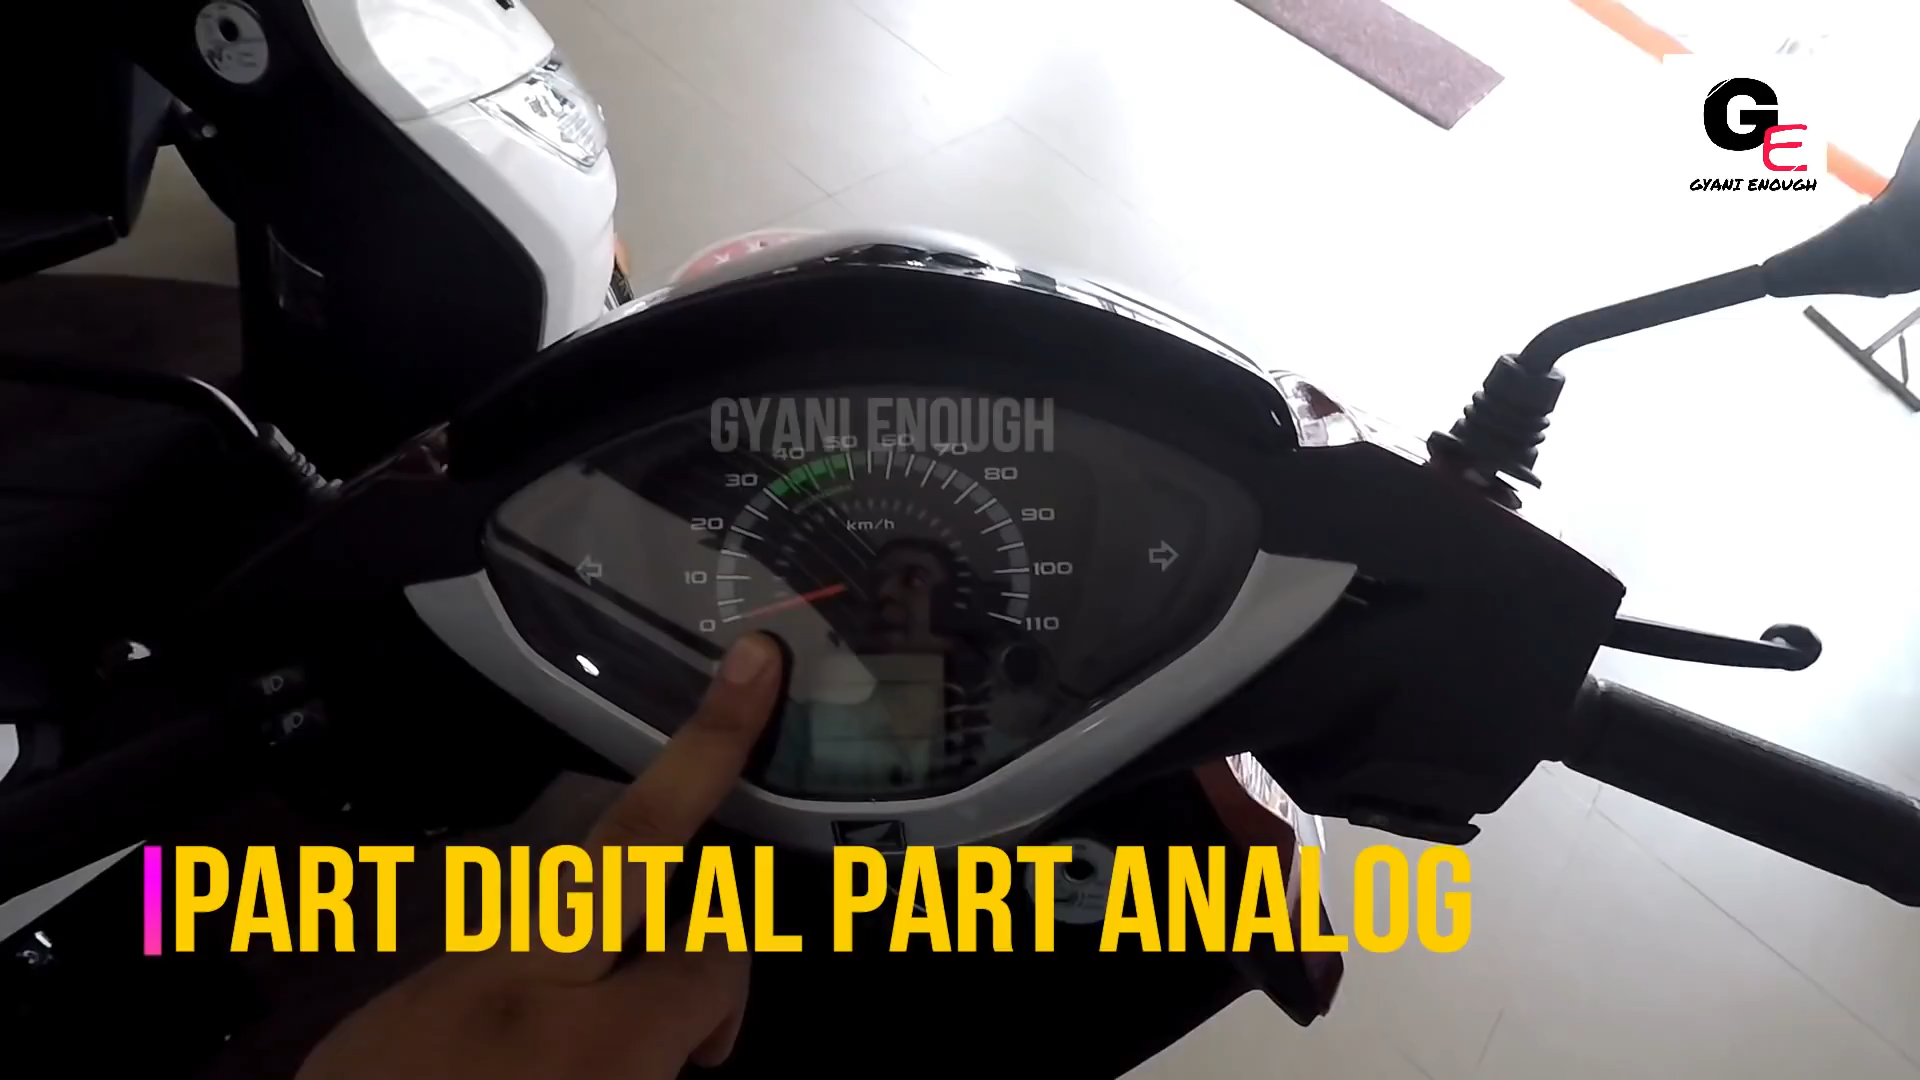 GE
GYANI ENOUGH
GYANI ENOUGH
50 60
40 70
30 80
20 90
km/h
10 100
0 110
PART DIGITAL PART ANALOG